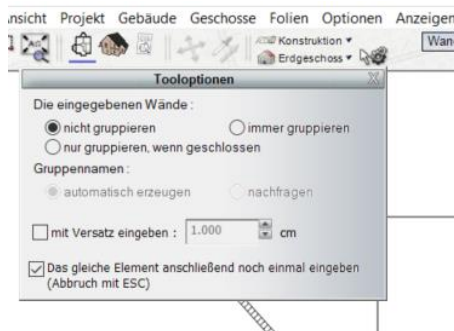 nsicht Projekt Gebäude Geschosse Folien Optionen Anzeigen
Konstruktion
Erdgeschoss
Wan
Tooloptionen
Die eingegebenen Wände :
nicht gruppieren immer gruppieren
nur gruppieren, wenn geschlossen
Gruppennamen :
automatisch erzeugen nachfragen
mit Versatz eingeben : 1.000 cm
Das gleiche Element anschließend noch einmal eingeben
(Abbruch mit ESC)